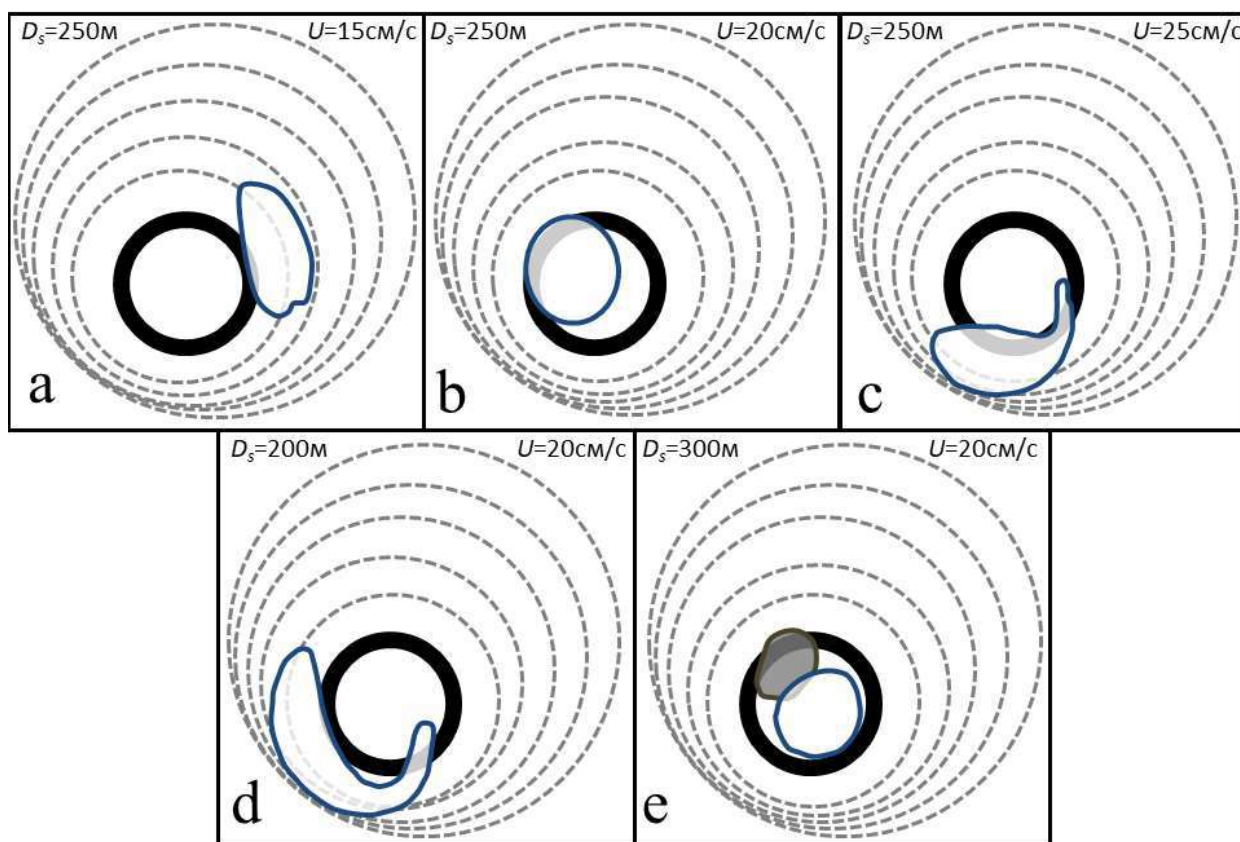 Dₛ=250м U=15см/с
a
Dₛ=250м U=20см/с
b
Dₛ=250м U=25см/с
c
Dₛ=200м U=20см/с
d
Dₛ=300м U=20см/с
e